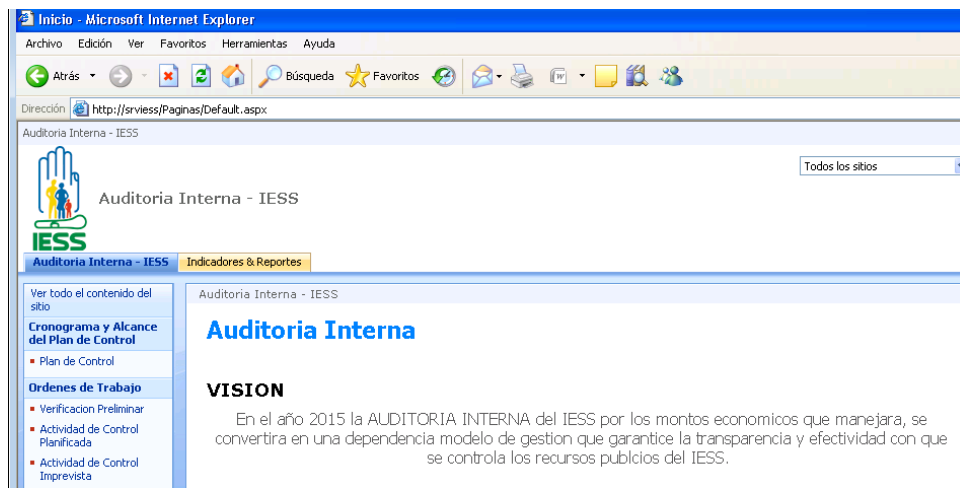 Inicio - Microsoft Internet Explorer
Archivo Edición Ver Favoritos Herramientas Ayuda
Atrás Búsqueda Favoritos
Dirección http://srviess/Paginas/Default.aspx
Auditoria Interna - IESS
Todos los sitios
Auditoria Interna - IESS
IESS
Auditoria Interna - IESS Indicadores & Reportes
Ver todo el contenido del
sitio
Cronograma y Alcance
del Plan de Control
Plan de Control
Ordenes de Trabajo
Verificacion Preliminar
Actividad de Control
Planificada
Actividad de Control
Imprevista
Auditoria Interna - IESS
Auditoria Interna
VISION
En el año 2015 la AUDITORIA INTERNA del IESS por los montos economicos que manejara, se
convertira en una dependencia modelo de gestion que garantice la transparencia y efectividad con que
se controla los recursos publcios del IESS.